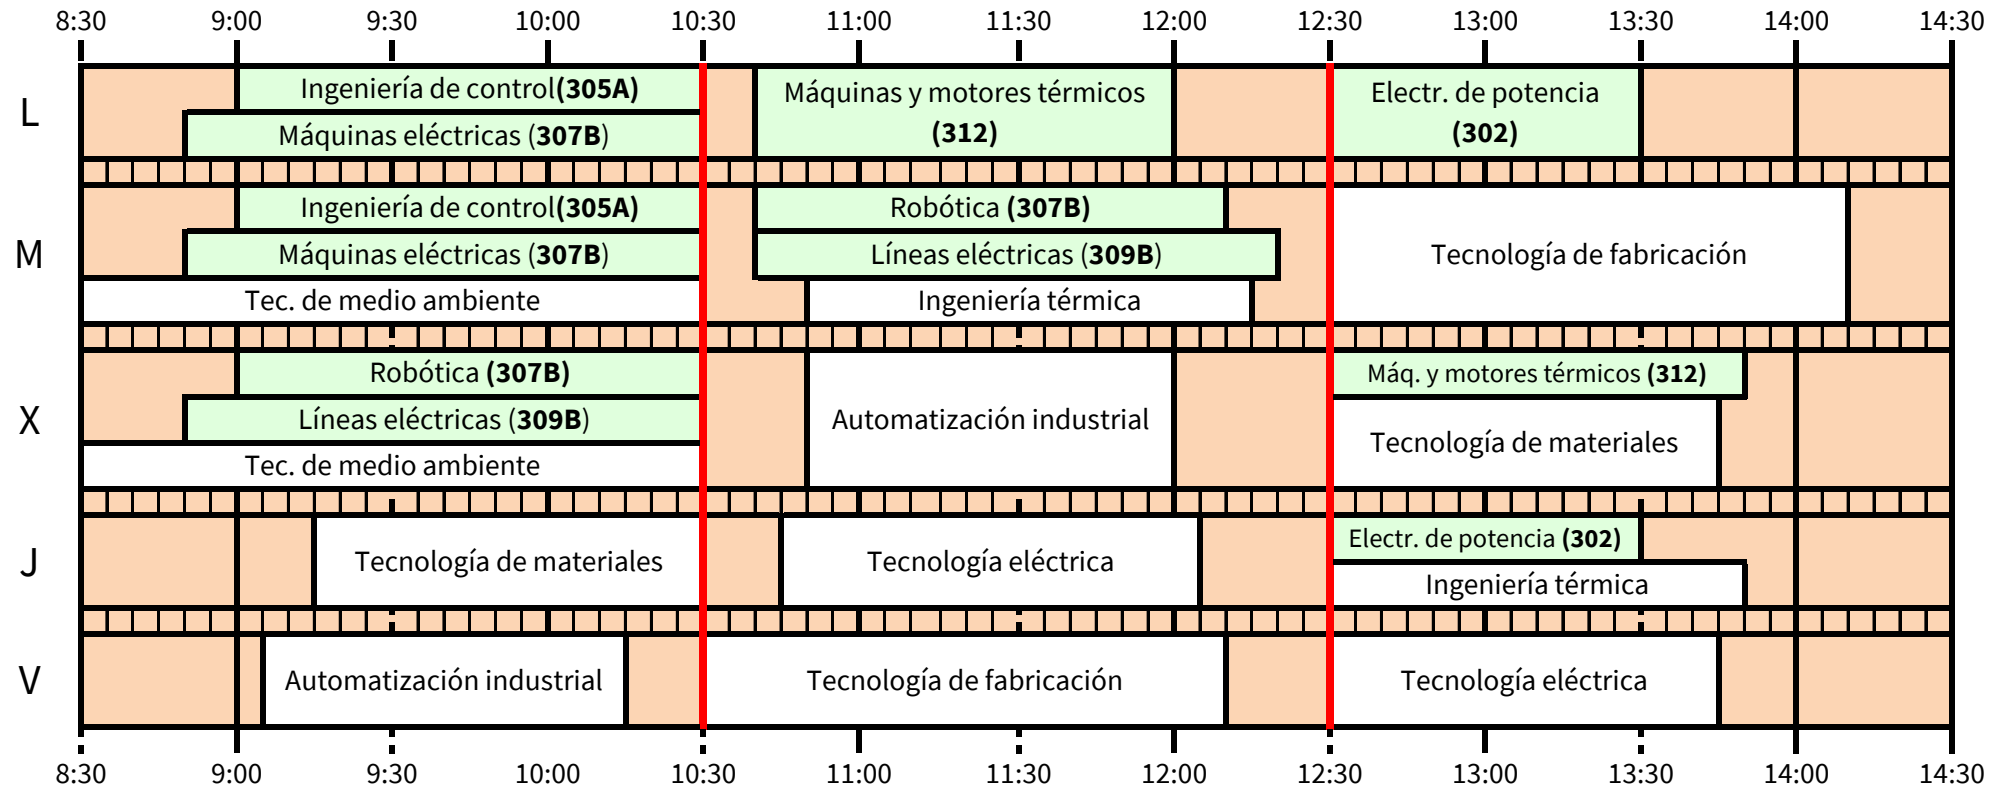 8:30 9:00 9:30 10:00 10:30 11:00 11:30 12:00 12:30 13:00 13:30 14:00 14:30
L
Ingeniería de control(305A)
Máquinas eléctricas (307B)
Máquinas y motores térmicos
(312)
Electr. de potencia
(302)
M
Ingeniería de control(305A)
Máquinas eléctricas (307B)
Tec. de medio ambiente
Robótica (307B)
Líneas eléctricas (309B)
Ingeniería térmica
Tecnología de fabricación
X
Robótica (307B)
Líneas eléctricas (309B)
Tec. de medio ambiente
Automatización industrial
Máq. y motores térmicos (312)
Tecnología de materiales
J
Tecnología de materiales
Tecnología eléctrica
Electr. de potencia (302)
Ingeniería térmica
V
Automatización industrial
Tecnología de fabricación
Tecnología eléctrica
8:30 9:00 9:30 10:00 10:30 11:00 11:30 12:00 12:30 13:00 13:30 14:00 14:30